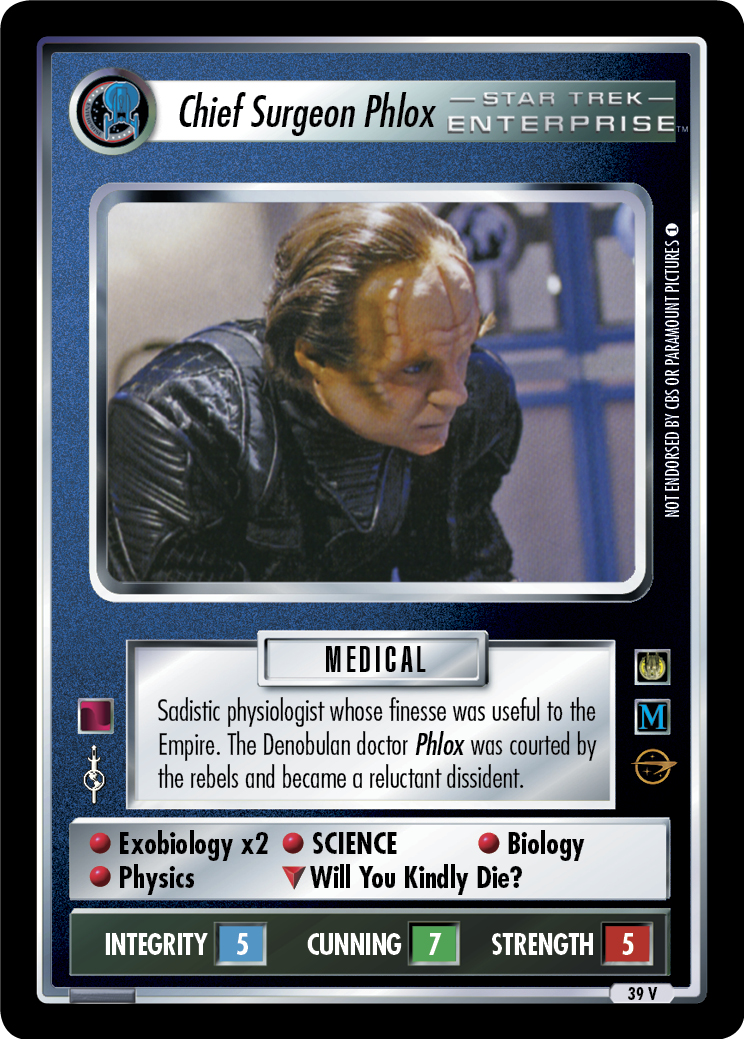 Chief Surgeon Phlox
STAR TREK
ENTERPRISE™
NOT ENDORSED BY CBS OR PARAMOUNT PICTURES 1
MEDICAL
Sadistic physiologist whose finesse was useful to the
Empire. The Denobulan doctor Phlox was courted by
the rebels and became a reluctant dissident.
M
Exobiology x2 SCIENCE Biology
Physics Will You Kindly Die?
INTEGRITY 5 CUNNING 7 STRENGTH 5
39 V